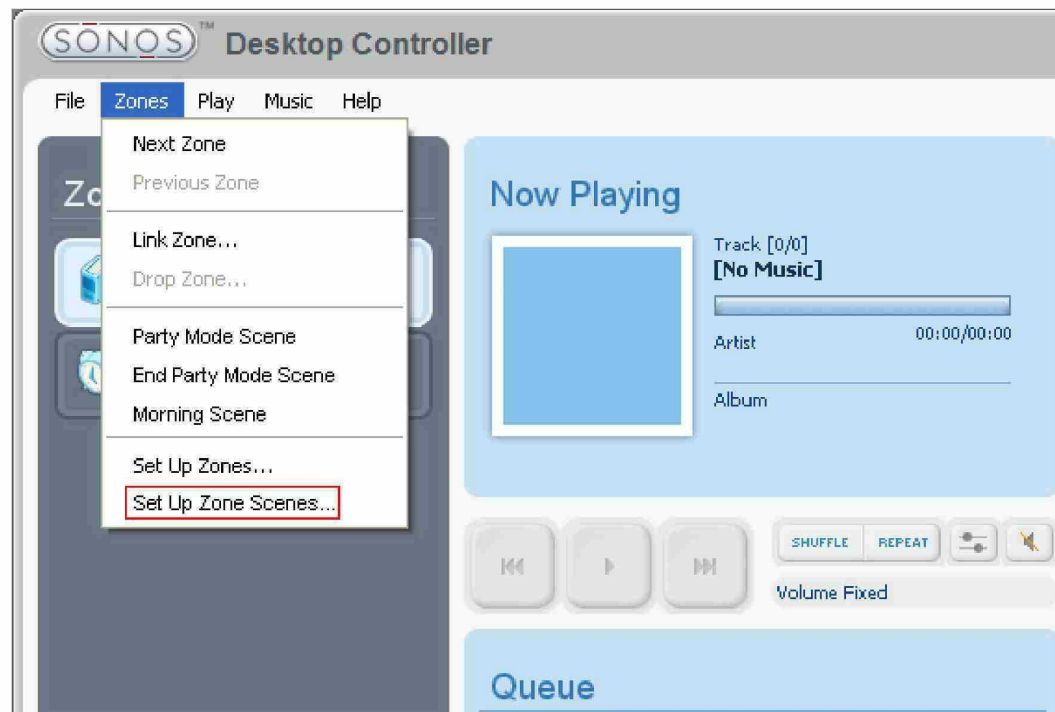 SONOS™ Desktop Controller
File Zones Play Music Help
Next Zone
Previous Zone
Link Zone...
Drop Zone...
Party Mode Scene
End Party Mode Scene
Morning Scene
Set Up Zones...
Set Up Zone Scenes...
Zo
Now Playing
Track [0/0]
[No Music]
00:00/00:00
Artist
Album
SHUFFLE REPEAT
Volume Fixed
Queue